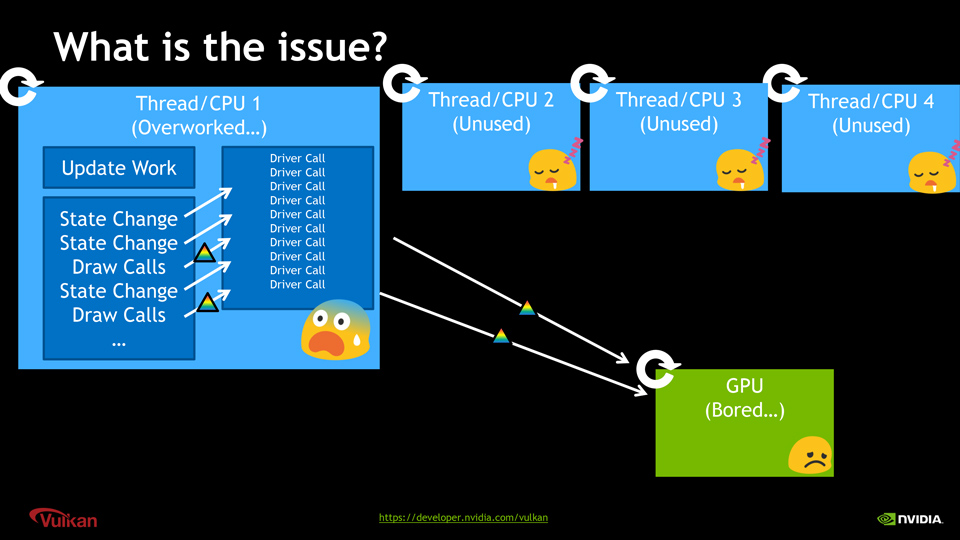 What is the issue?
Thread/CPU 1
(Overworked…)
Update Work
State Change
State Change
Draw Calls
State Change
Draw Calls
…
Driver Call
Driver Call
Driver Call
Driver Call
Driver Call
Driver Call
Driver Call
Driver Call
Driver Call
Driver Call
Thread/CPU 2
(Unused)
zzz
Thread/CPU 3
(Unused)
zzz
Thread/CPU 4
(Unused)
zzz
GPU
(Bored…)
Vulkan
https://developer.nvidia.com/vulkan
NVIDIA.